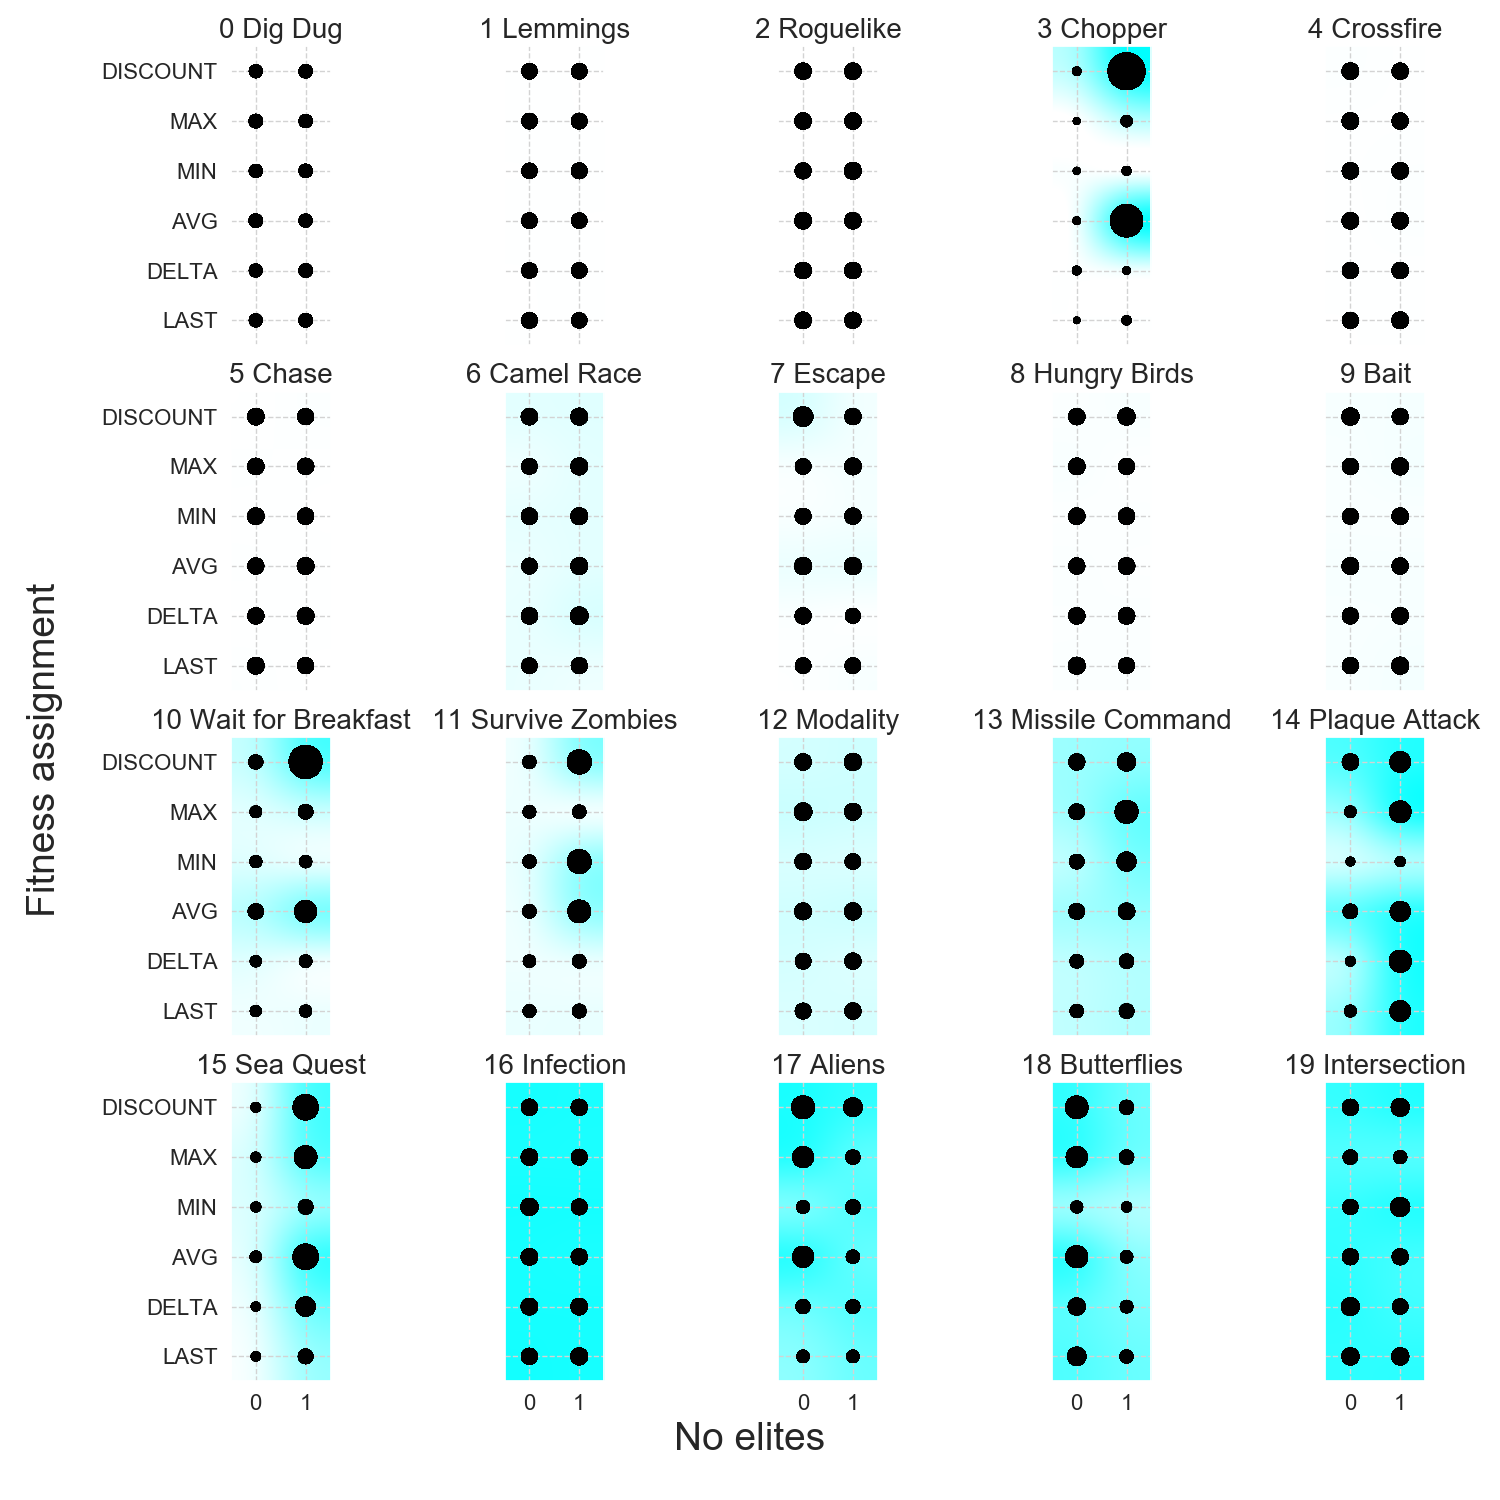 0 Dig Dug 1 Lemmings 2 Roguelike 3 Chopper 4 Crossfire
DISCOUNT
MAX
MIN
AVG
DELTA
LAST
5 Chase 6 Camel Race 7 Escape 8 Hungry Birds 9 Bait
DISCOUNT
MAX
MIN
AVG
DELTA
LAST
10 Wait for Breakfast 11 Survive Zombies 12 Modality 13 Missile Command 14 Plaque Attack
DISCOUNT
MAX
MIN
AVG
DELTA
LAST
15 Sea Quest 16 Infection 17 Aliens 18 Butterflies 19 Intersection
DISCOUNT
MAX
MIN
AVG
DELTA
LAST
0 1 0 1 0 1 0 1 0 1
No elites
Fitness assignment